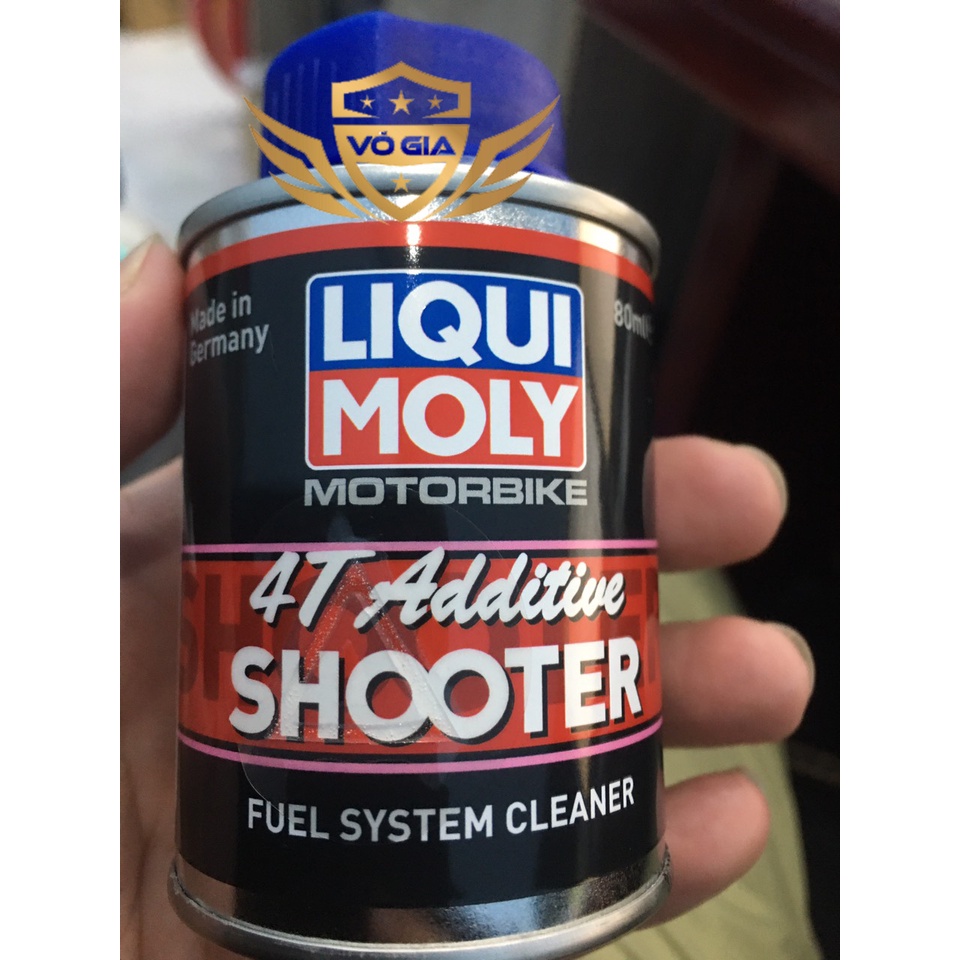 VÕ GIA
Made in
Germany
80ml
LIQUI
MOLY
MOTORBIKE
4T Additive
SHOOTER
FUEL SYSTEM CLEANER